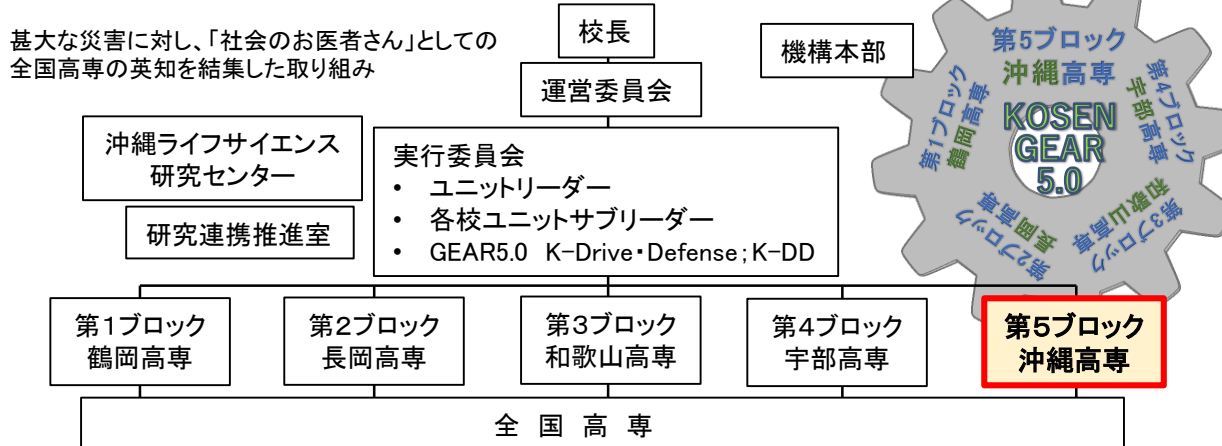 甚大な災害に対し、「社会のお医者さん」としての
全国高専の英知を結集した取り組み
校長
機構本部
運営委員会
沖縄ライフサイエンス
研究センター
研究連携推進室
実行委員会
• ユニットリーダー
• 各校ユニットサブリーダー
• GEAR5.0 K-Drive・Defense；K-DD
第5ブロック
沖縄高専
第4ブロック
宇部高専
第1ブロック
鶴岡高専
KOSEN
GEAR
5.0
第3ブロック
和歌山高専
第2ブロック
長岡高専
第1ブロック
鶴岡高専
第2ブロック
長岡高専
第3ブロック
和歌山高専
第4ブロック
宇部高専
第5ブロック
沖縄高専
全 国 高 専